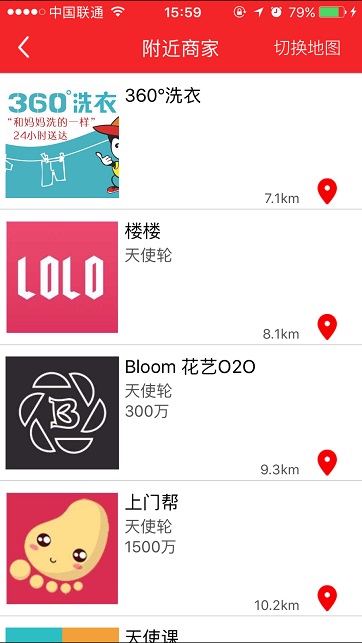 中国联通 15:59 79%
附近商家 切换地图
360°洗衣
“和妈妈洗的一样”
24小时送达
360°洗衣
7.1km
LOLO
楼楼
天使轮
8.1km
B
Bloom 花艺O2O
天使轮
300万
9.3km
上门帮
天使轮
1500万
10.2km
天使课